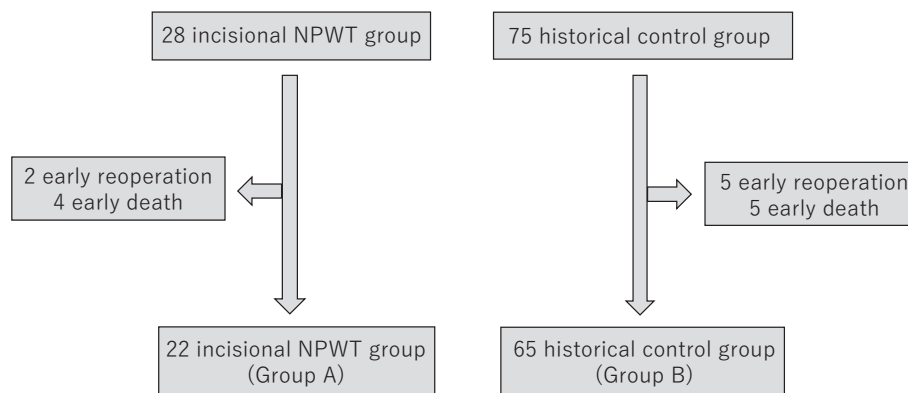 28 incisional NPWT group
75 historical control group
2 early reoperation
4 early death
5 early reoperation
5 early death
22 incisional NPWT group
(Group A)
65 historical control group
(Group B)